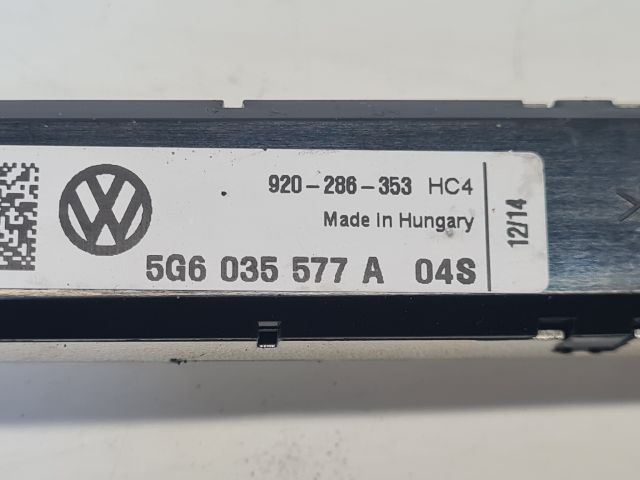 920-286-353 HC4
Made in Hungary
5G6 035 577 A 04S
12/14